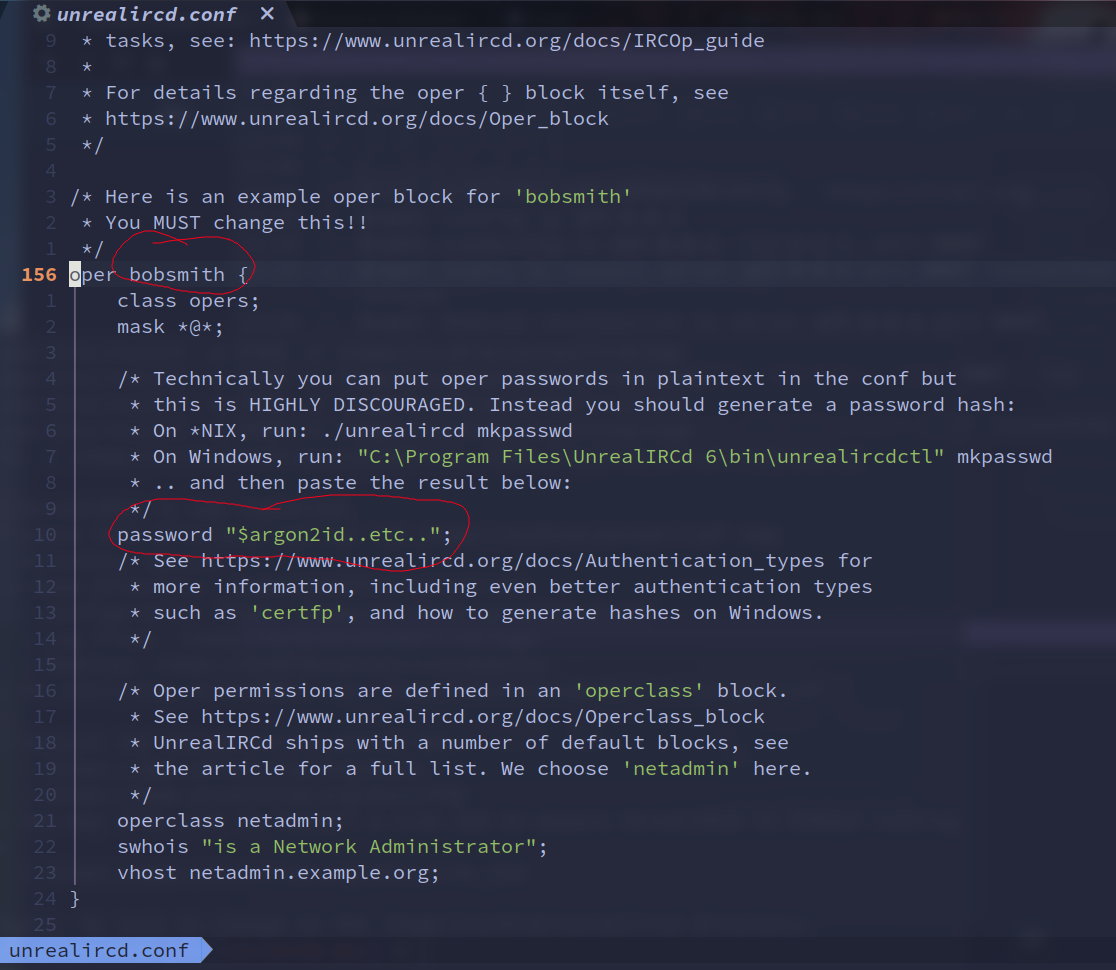 unrealircd.conf ✕
9 * tasks, see: https://www.unrealircd.org/docs/IRCOp_guide
8 *
7 * For details regarding the oper { } block itself, see
6 * https://www.unrealircd.org/docs/Oper_block
5 */
4
3 /* Here is an example oper block for 'bobsmith'
2 * You MUST change this!!
1 */
156 oper bobsmith {
1 class opers;
2 mask *@*;
3
4 /* Technically you can put oper passwords in plaintext in the conf but
5 * this is HIGHLY DISCOURAGED. Instead you should generate a password hash:
6 * On *NIX, run: ./unrealircd mkpasswd
7 * On Windows, run: "C:\Program Files\UnrealIRCd 6\bin\unrealircdctl" mkpasswd
8 * .. and then paste the result below:
9 */
10 password "$argon2id..etc..";
11 /* See https://www.unrealircd.org/docs/Authentication_types for
12 * more information, including even better authentication types
13 * such as 'certfp', and how to generate hashes on Windows.
14 */
15
16 /* Oper permissions are defined in an 'operclass' block.
17 * See https://www.unrealircd.org/docs/Operclass_block
18 * UnrealIRCd ships with a number of default blocks, see
19 * the article for a full list. We choose 'netadmin' here.
20 */
21 operclass netadmin;
22 swhois "is a Network Administrator";
23 vhost netadmin.example.org;
24 }
25
unrealircd.conf